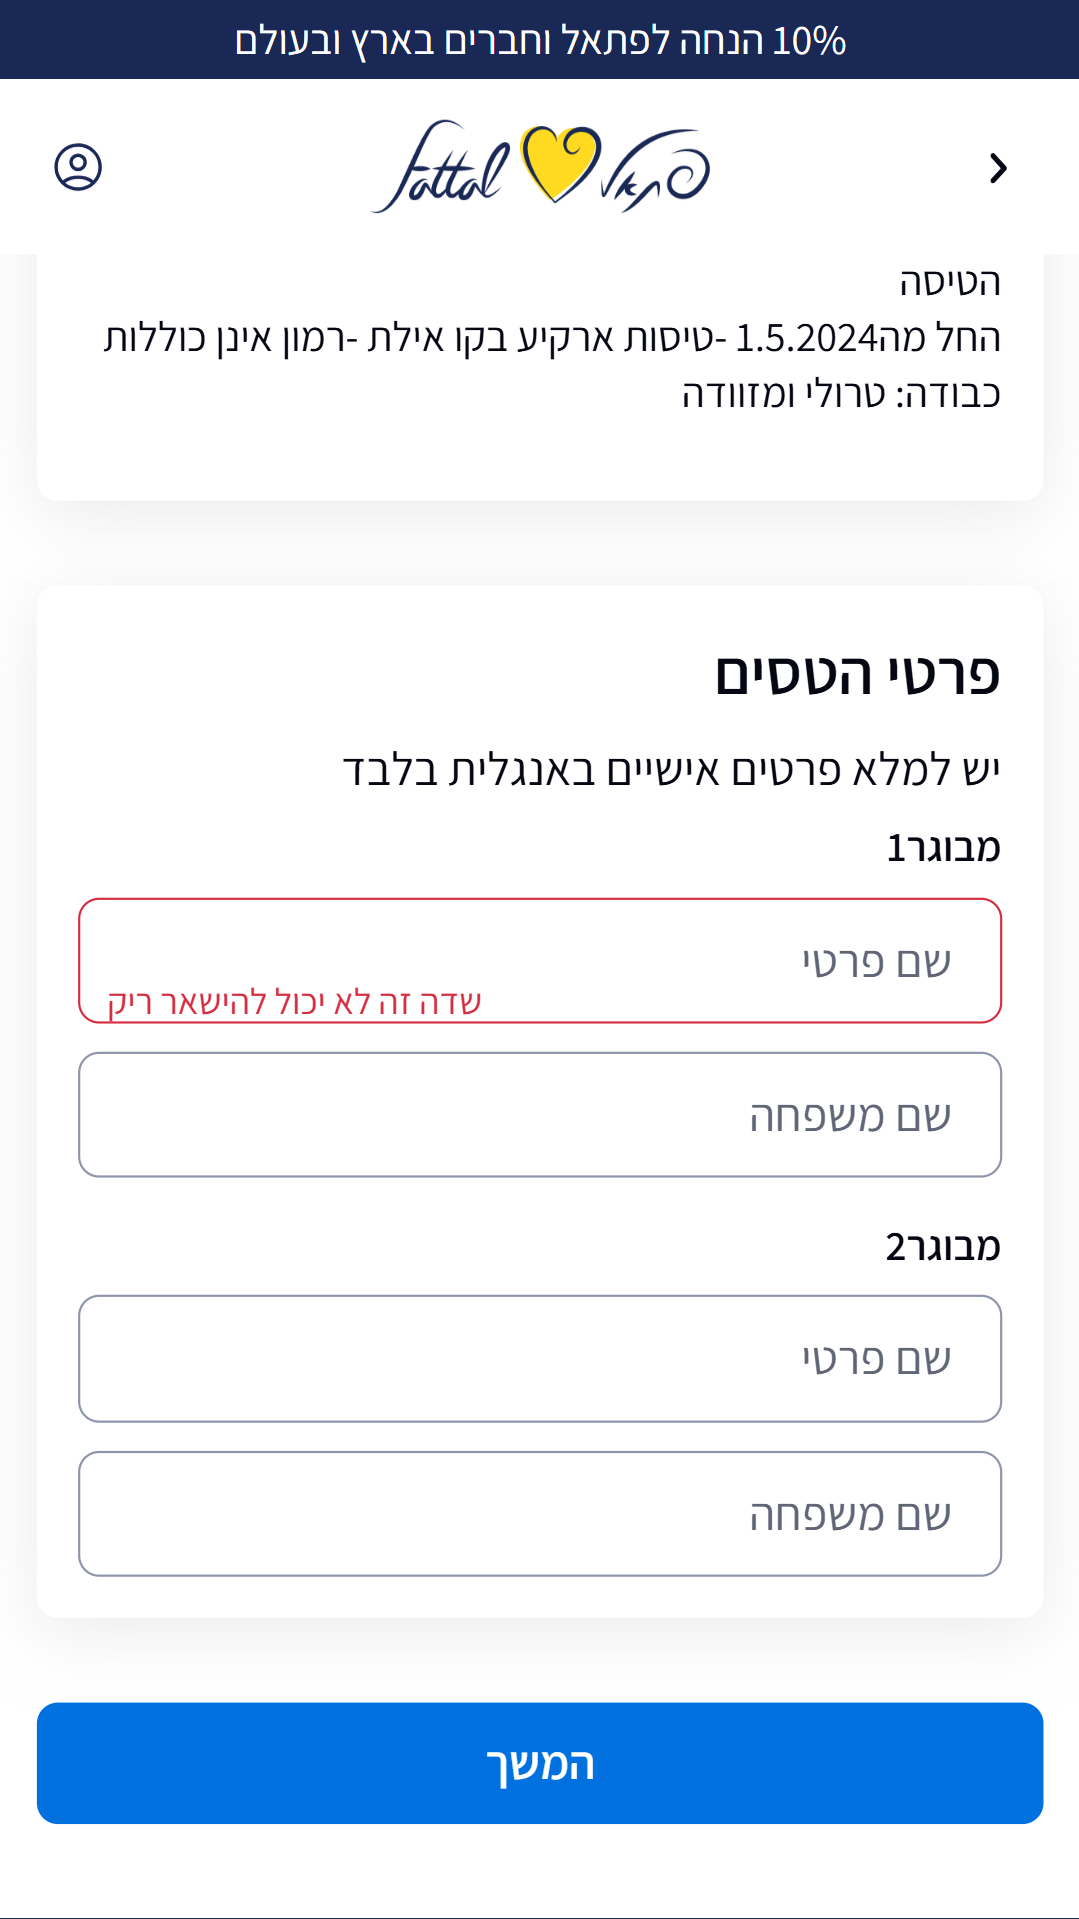 10% הנחה לפתאל וחברים בארץ ובעולם
fattal פתאל
הטיסה
החל מה1.5.2024 -טיסות ארקיע בקו אילת -רמון אינן כוללות
כבודה: טרולי ומזוודה
פרטי הטסים
יש למלא פרטים אישיים באנגלית בלבד
מבוגר1
שם פרטי
שדה זה לא יכול להישאר ריק
שם משפחה
מבוגר2
שם פרטי
שם משפחה
המשך